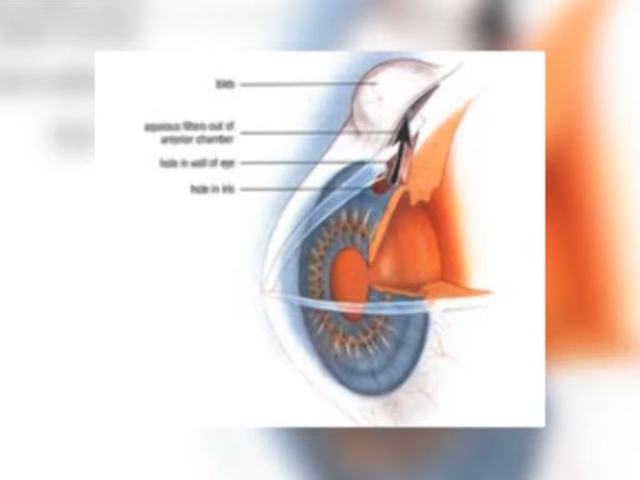 bleb
aqueous filters out of
anterior chamber
hole in wall of eye
hole in iris